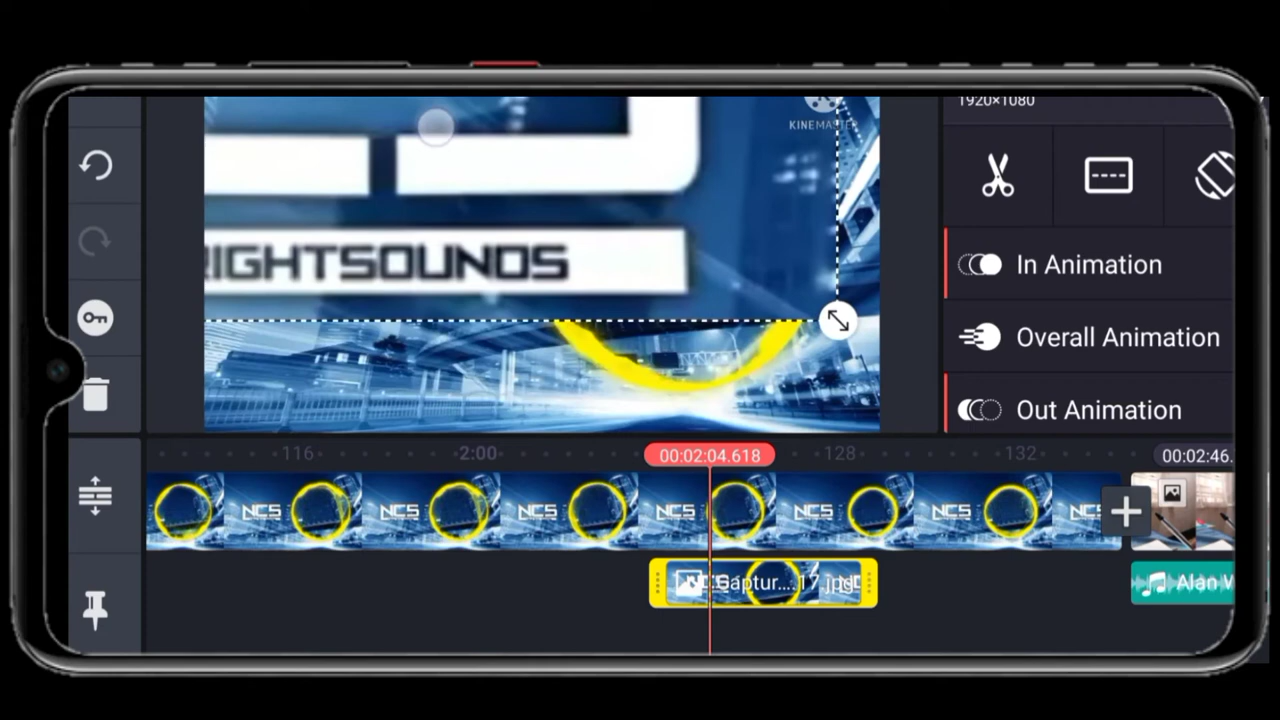 1920×1080
KINEMASTER
RIGHTSOUNDS
In Animation
Overall Animation
Out Animation
116
2:00
00:02:04.618
128
132
00:02:46.
NCS
NCS
NCS
NCS
NCS
NCS
Captur....17.jpg
Alan W